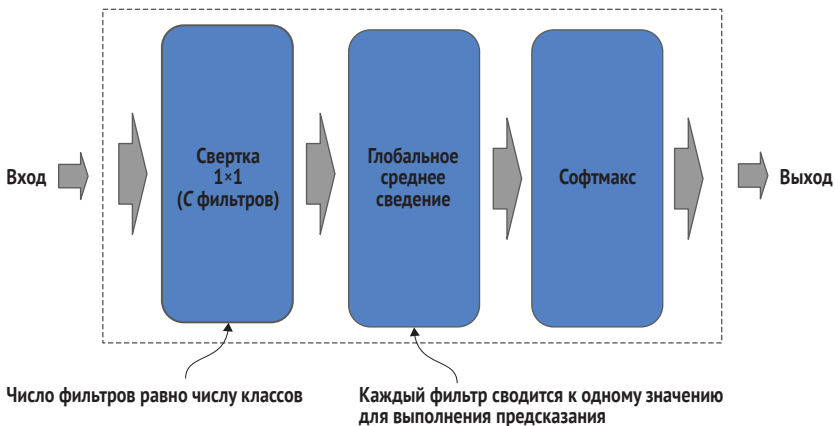 Вход
Свертка
1×1
(С фильтров)
Глобальное
среднее
сведение
Софтмакс
Выход
Число фильтров равно числу классов
Каждый фильтр сводится к одному значению
для выполнения предсказания